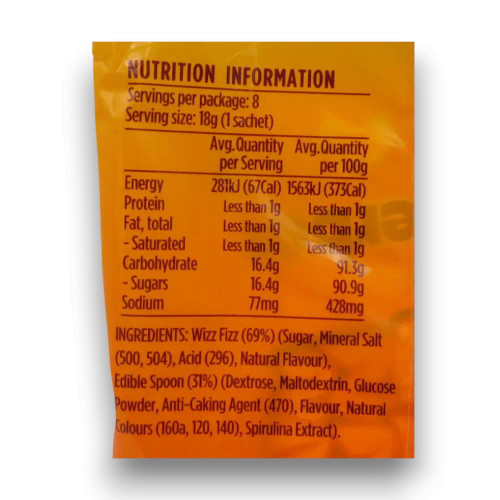 NUTRITION INFORMATION
Servings per package: 8
Serving size: 18g (1 sachet)
Avg.Quantity Avg.Quantity
per Serving per 100g
Energy 281kJ (67Cal) 1563kJ (373Cal)
Protein Less than 1g Less than 1g
Fat, total Less than 1g Less than 1g
- Saturated Less than 1g Less than 1g
Carbohydrate 16.4g 91.3g
- Sugars 16.4g 90.9g
Sodium 77mg 428mg
INGREDIENTS: Wizz Fizz (69%) (Sugar, Mineral Salt
(500, 504), Acid (296), Natural Flavour),
Edible Spoon (31%) (Dextrose, Maltodextrin, Glucose
Powder, Anti-Caking Agent (470), Flavour, Natural
Colours (160a, 120, 140), Spirulina Extract).